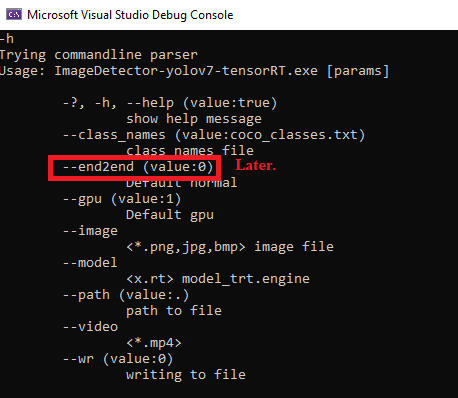 Microsoft Visual Studio Debug Console
-h
Trying commandline parser
Usage: ImageDetector-yolov7-tensorRT.exe [params]
-?, -h, --help (value:true)
show help message
--class_names (value:coco_classes.txt)
class names file
--end2end (value:0) Later.
Default normal
--gpu (value:1)
Default gpu
--image
<*.png,jpg,bmp> image file
--model
<x.rt> model_trt.engine
--path (value:.)
path to file
--video
<*.mp4>
--wr (value:0)
writing to file